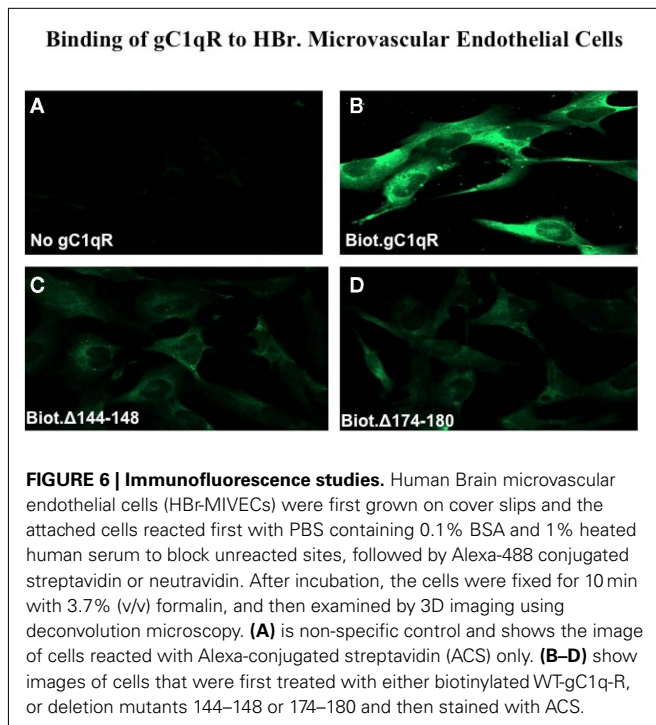 Binding of gC1qR to HBr. Microvascular Endothelial Cells
A
B
No gC1qR
Biot.gC1qR
C
D
Biot.Δ144-148
Biot.Δ174-180
FIGURE 6 | Immunofluorescence studies. Human Brain microvascular
endothelial cells (HBr-MIVECs) were first grown on cover slips and the
attached cells reacted first with PBS containing 0.1% BSA and 1% heated
human serum to block unreacted sites, followed by Alexa-488 conjugated
streptavidin or neutravidin. After incubation, the cells were fixed for 10 min
with 3.7% (v/v) formalin, and then examined by 3D imaging using
deconvolution microscopy. (A) is non-specific control and shows the image
of cells reacted with Alexa-conjugated streptavidin (ACS) only. (B–D) show
images of cells that were first treated with either biotinylated WT-gC1q-R,
or deletion mutants 144–148 or 174–180 and then stained with ACS.